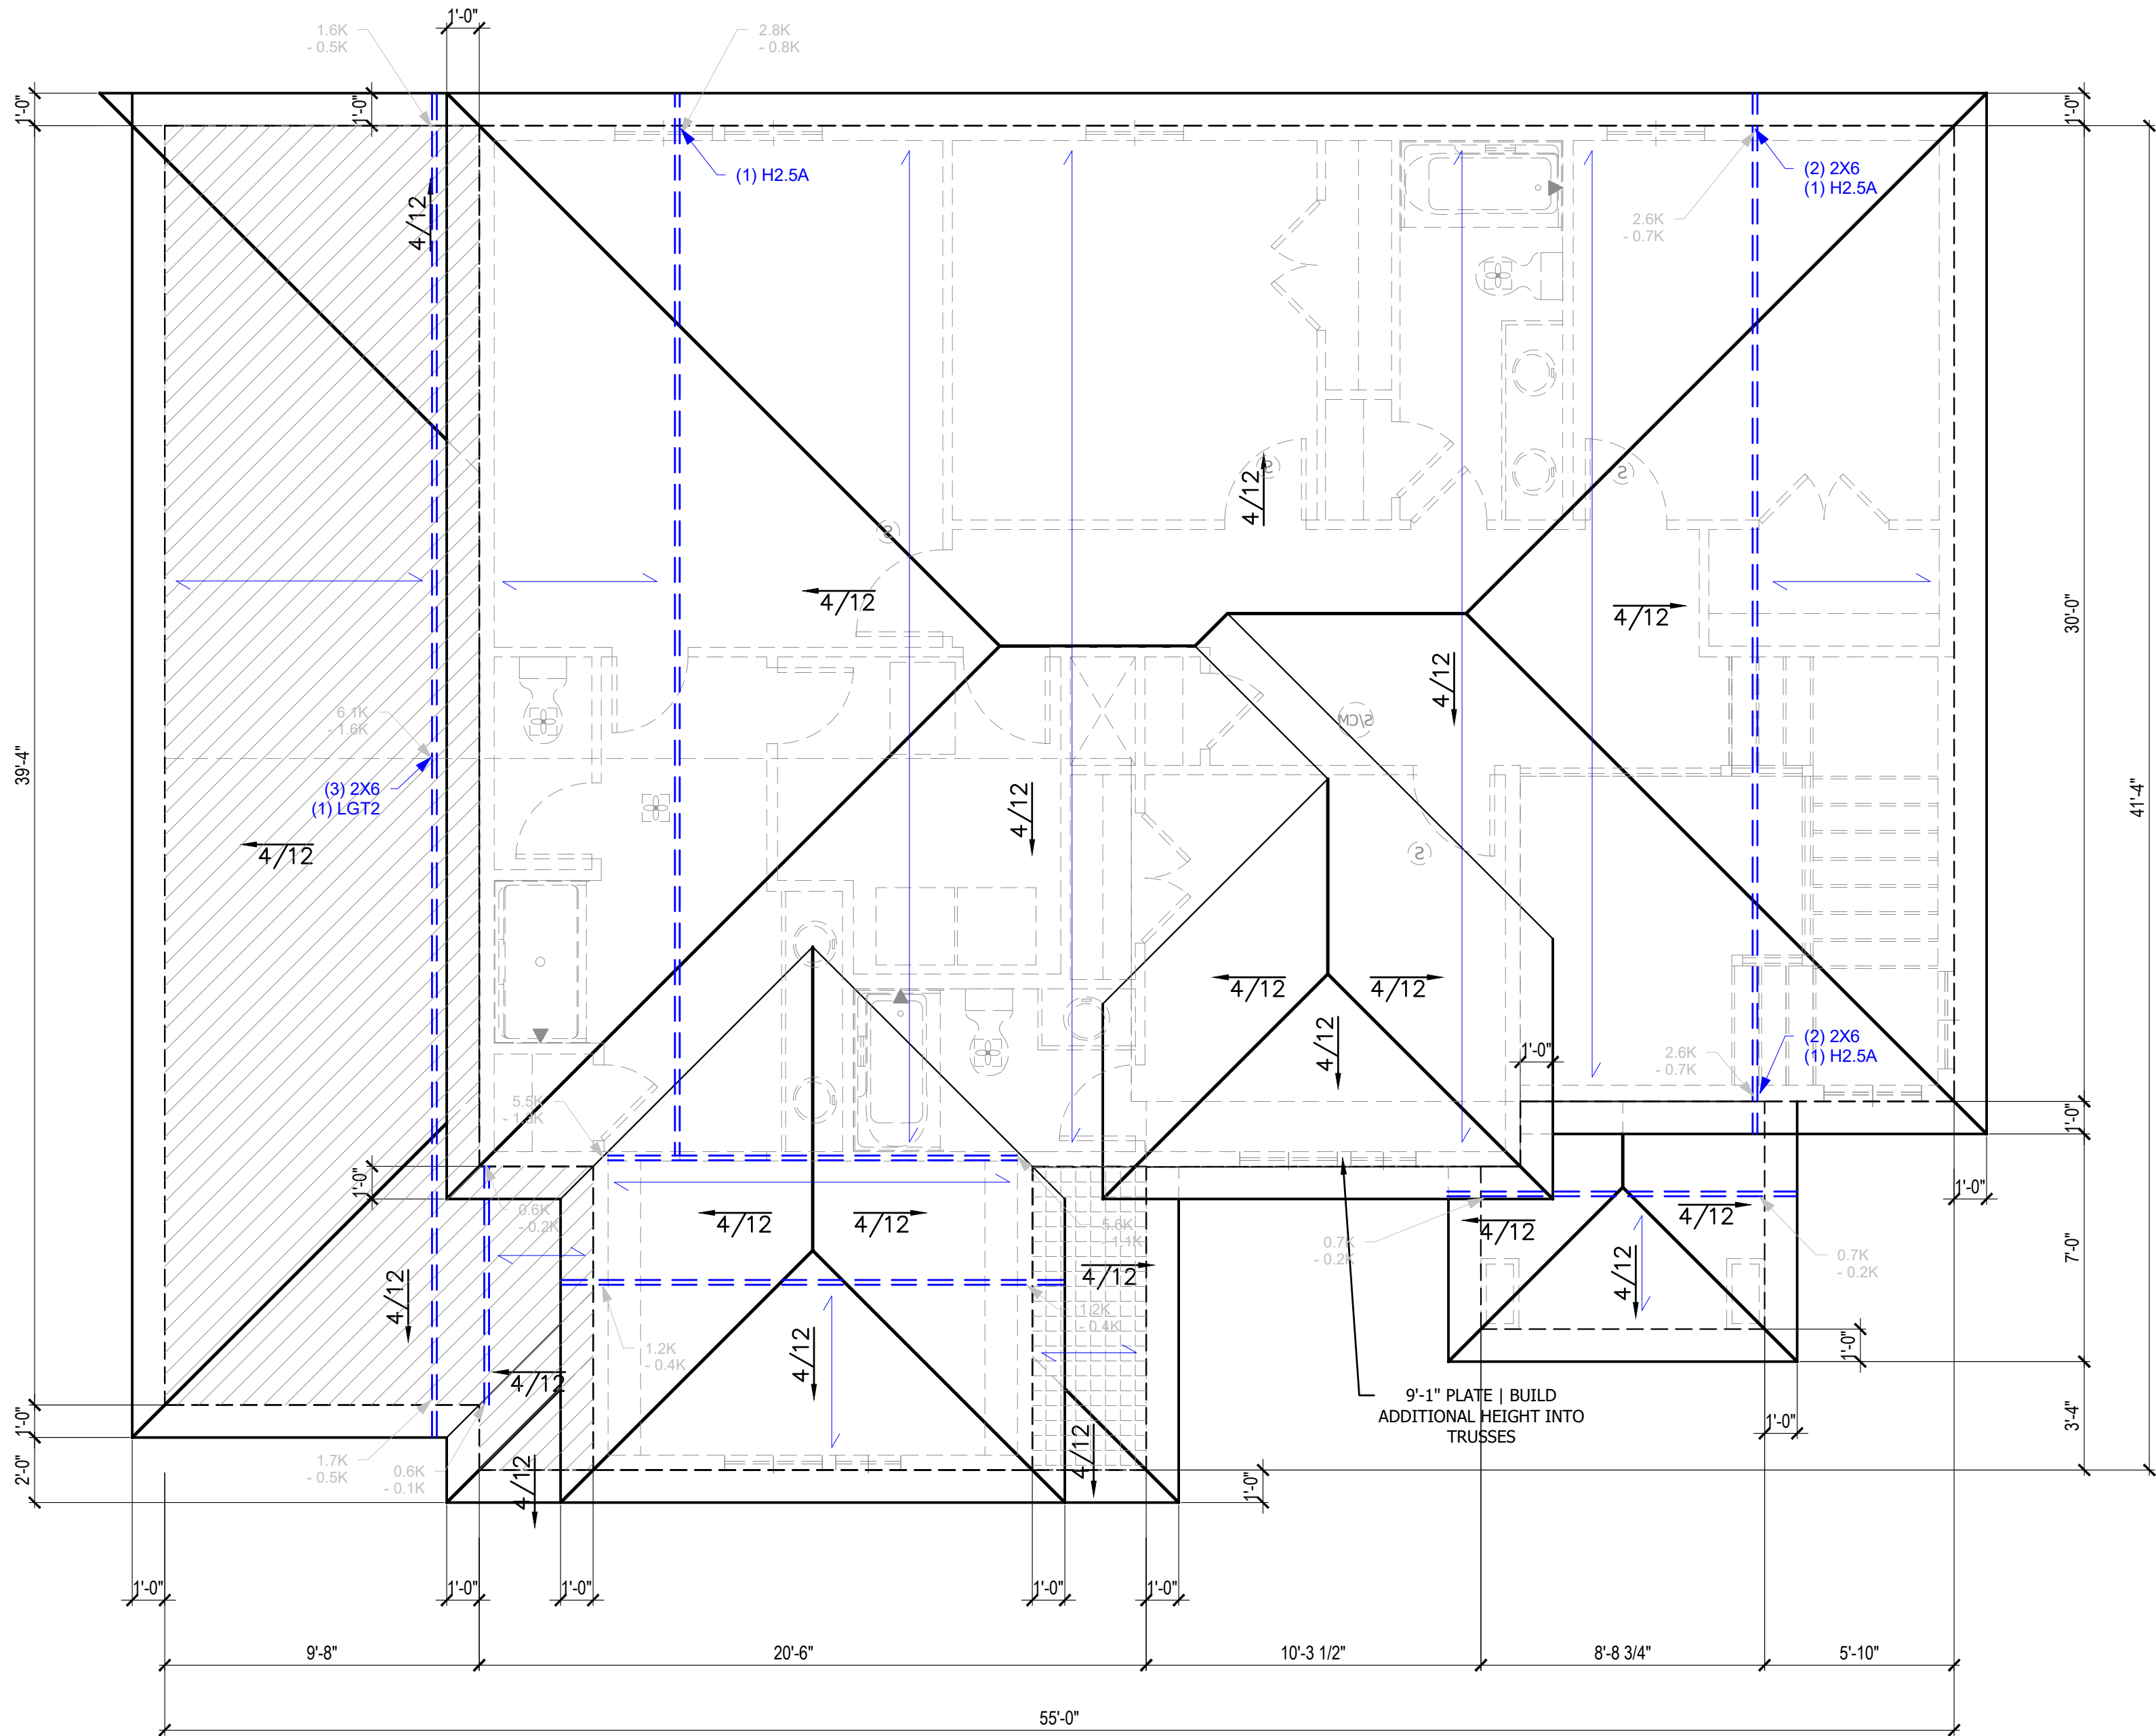 1'-0"
1.6K
- 0.5K
2.8K
- 0.8K
1'-0"
1'-0"
1'-0"
(1) H2.5A
(2) 2X6
(1) H2.5A
4/12
2.6K
- 0.7K
S
S
4/12
S
4/12
4/12
30'-0"
4/12
6.1K
- 1.6K
S/CM
39'-4"
(3) 2X6
(1) LGT2
41'-4"
4/12
4/12
S
4/12
4/12
4/12
1'-0"
(2) 2X6
(1) H2.5A
2.6K
- 0.7K
5.5K
1'-0"
1'-0"
1'-0"
0.6K
- 0.2K
4/12
4/12
5.6K
- 1.1K
4/12
4/12
0.7K
- 0.2K
0.7K
- 0.2K
7'-0"
4/12
4/12
4/12
1.2K
- 0.4K
1.2K
- 0.4K
4/12
1'-0"
4/12
9'-1" PLATE | BUILD
ADDITIONAL HEIGHT INTO
TRUSSES
1'-0"
3'-4"
1'-0"
2'-0"
1.7K
- 0.5K
0.6K
- 0.1K
4/12
4/12
1'-0"
1'-0"
1'-0"
1'-0"
1'-0"
1'-0"
9'-8"
20'-6"
10'-3 1/2"
8'-8 3/4"
5'-10"
55'-0"